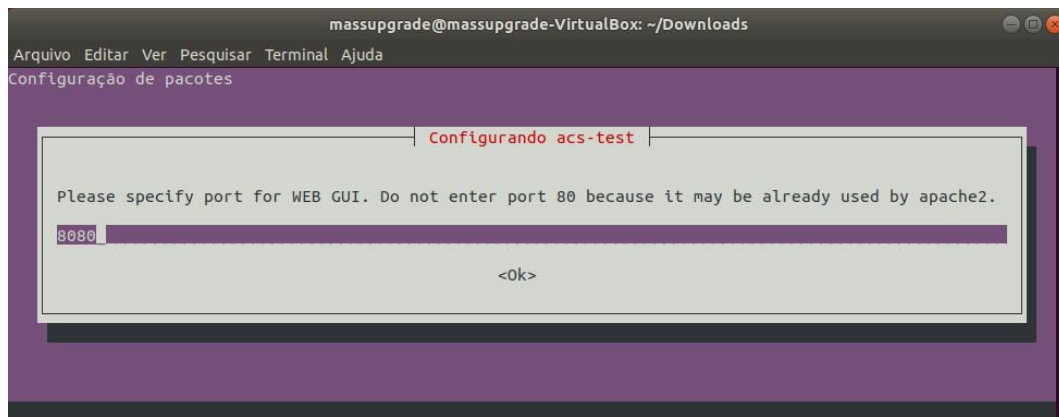 massupgrade@massupgrade-VirtualBox: ~/Downloads
Arquivo Editar Ver Pesquisar Terminal Ajuda
Configuração de pacotes
Configurando acs-test
Please specify port for WEB GUI. Do not enter port 80 because it may be already used by apache2.
8080_
<Ok>